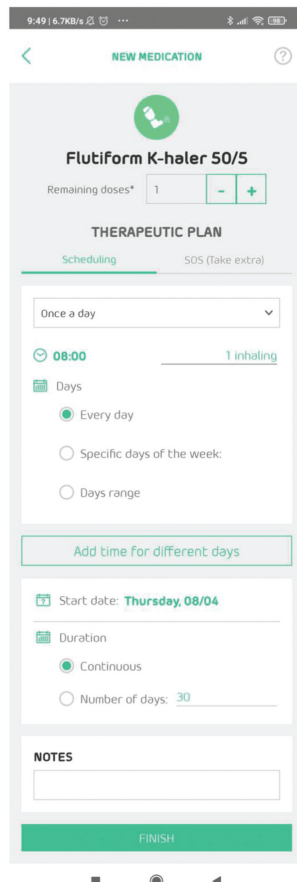 9:49 | 6.7KB/s ... 98
NEW MEDICATION ?
Flutiform K-haler 50/5
Remaining doses* 1 - +
THERAPEUTIC PLAN
Scheduling SOS (Take extra)
Once a day
08:00 1 inhaling
Days
Every day
Specific days of the week:
Days range
Add time for different days
? Start date: Thursday, 08/04
Duration
Continuous
Number of days: 30
NOTES
FINISH